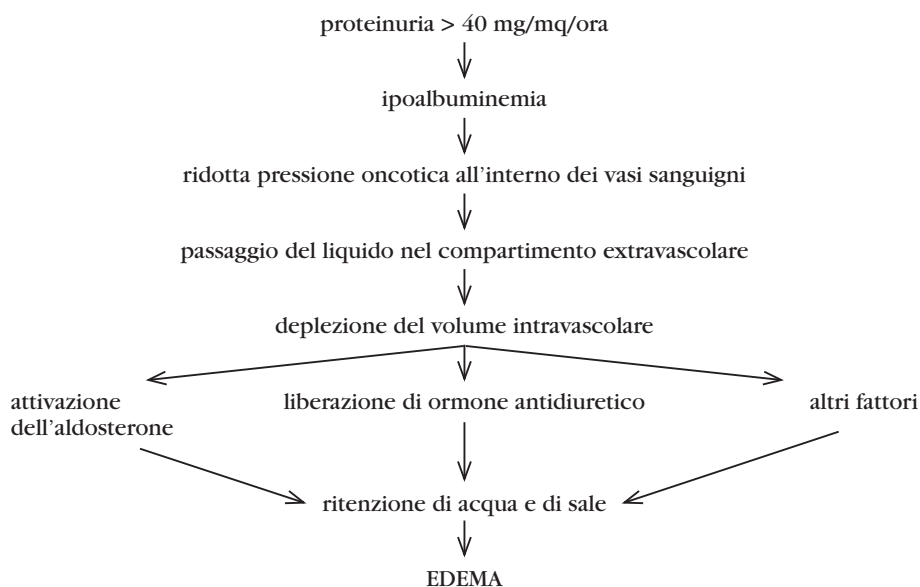 proteinuria > 40 mg/mq/ora
ipoalbuminemia
ridotta pressione oncotica all’interno dei vasi sanguigni
passaggio del liquido nel compartimento extravascolare
deplezione del volume intravascolare
attivazione
dell’aldosterone
liberazione di ormone antidiuretico
altri fattori
ritenzione di acqua e di sale
EDEMA